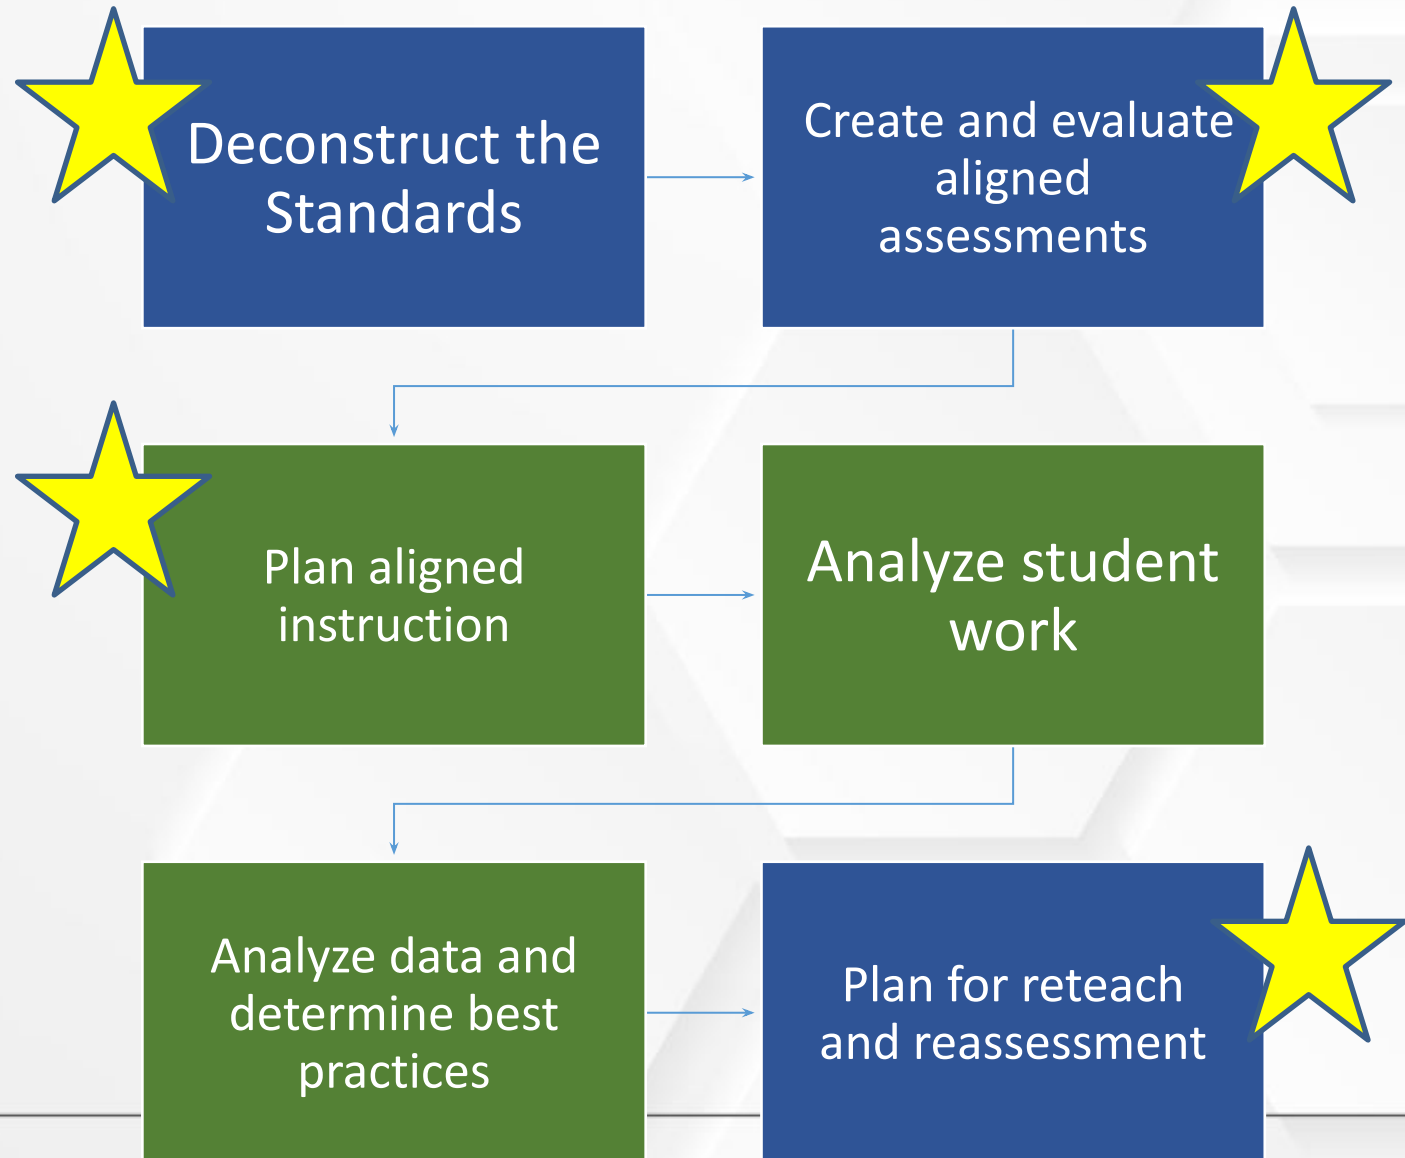 Deconstruct the
Standards
Create and evaluate
aligned
assessments
Plan aligned
instruction
Analyze student
work
Analyze data and
determine best
practices
Plan for reteach
and reassessment